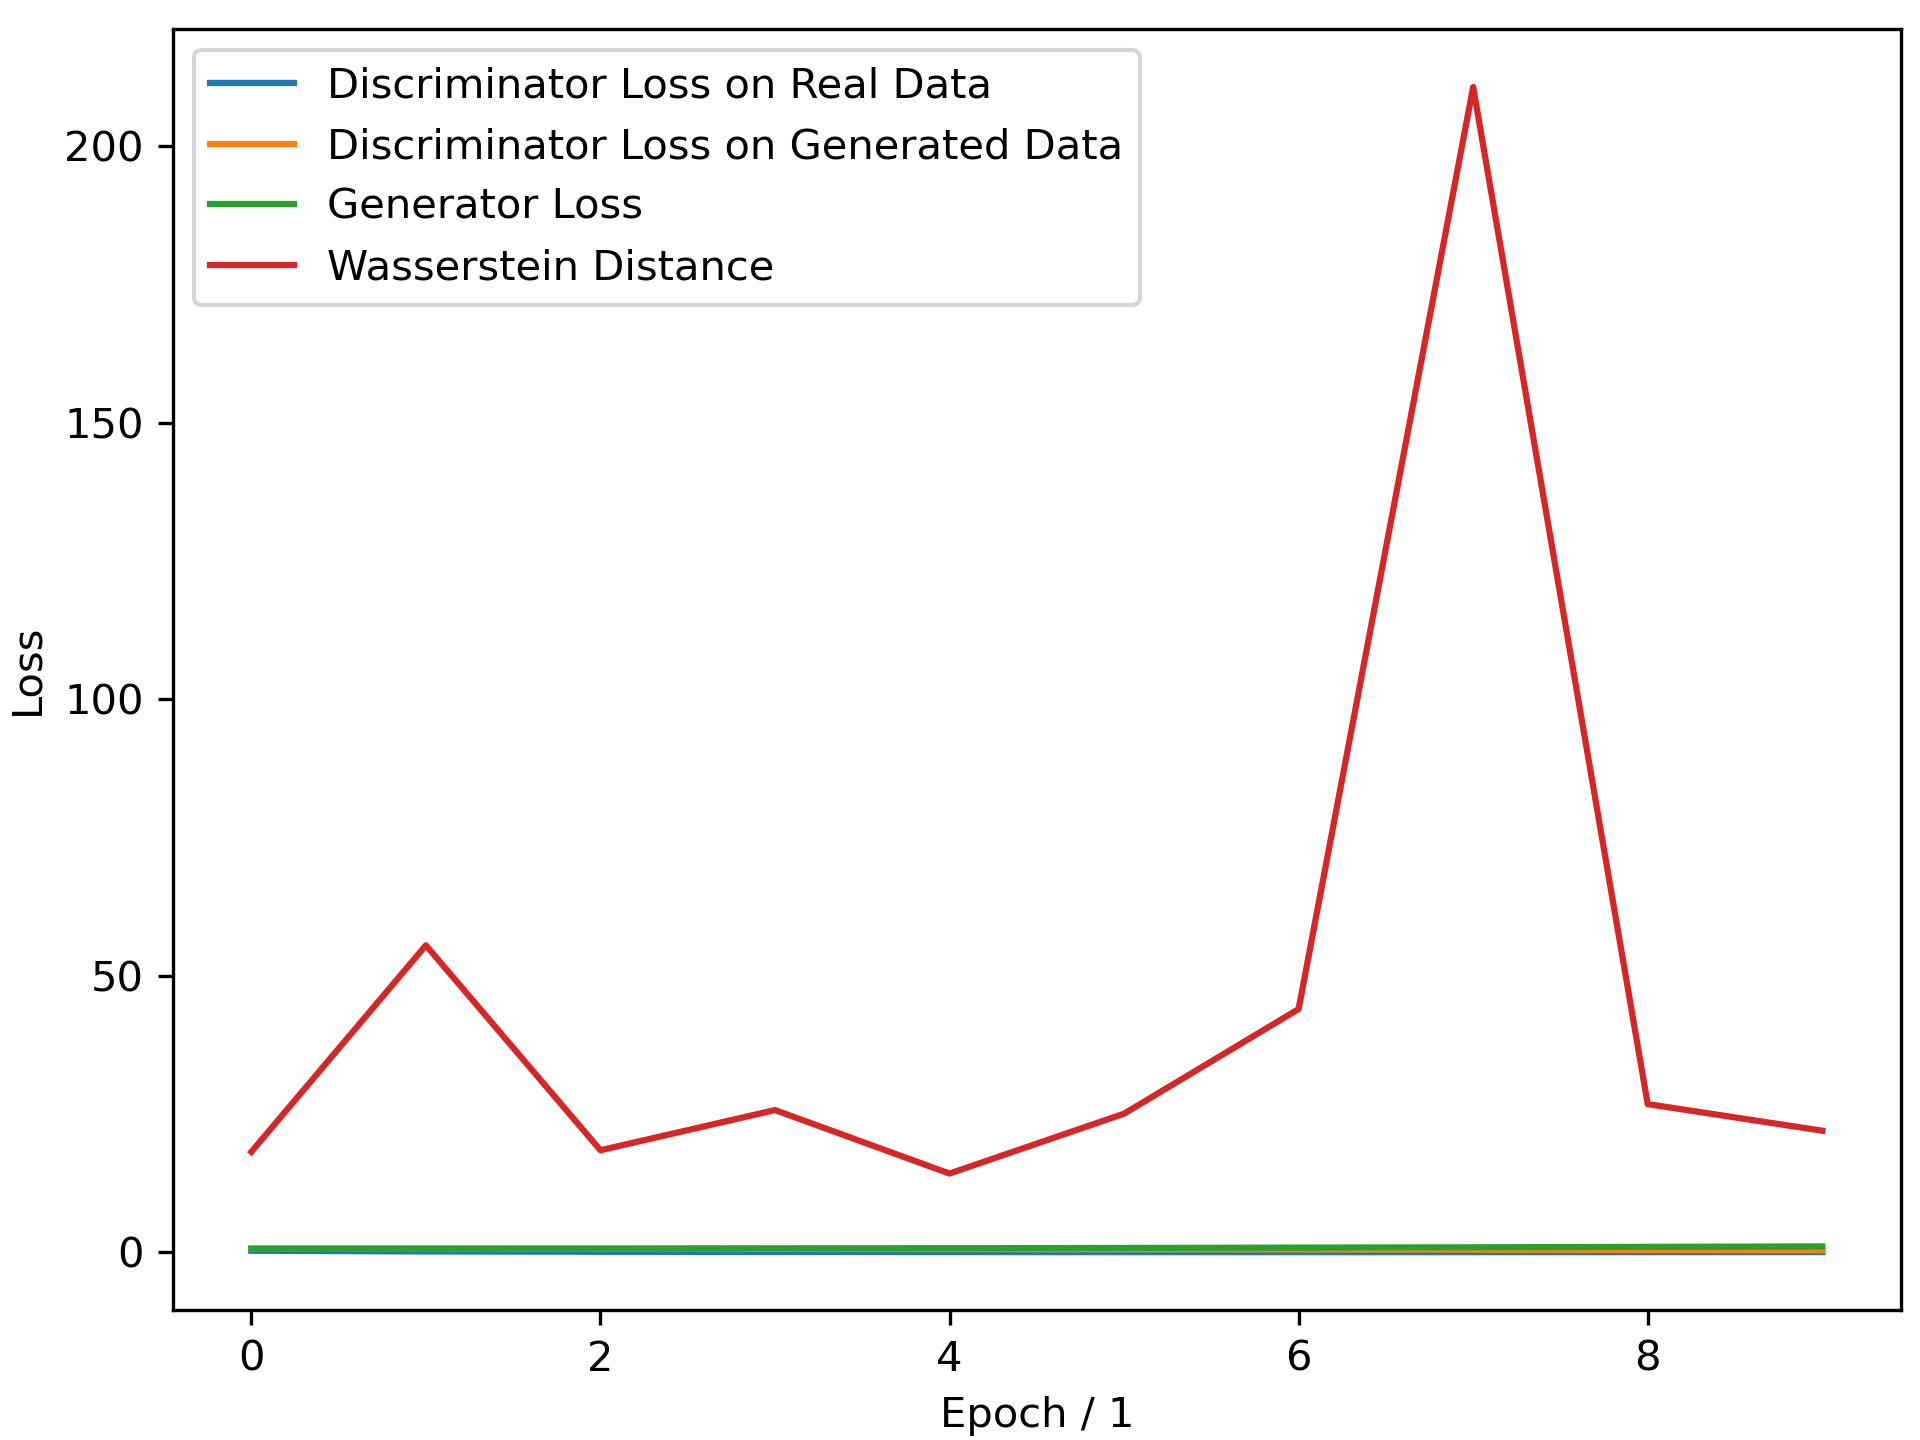 Discriminator Loss on Real Data
Discriminator Loss on Generated Data
Generator Loss
Wasserstein Distance
200
150
100
50
0
Loss
0 2 4 6 8
Epoch / 1